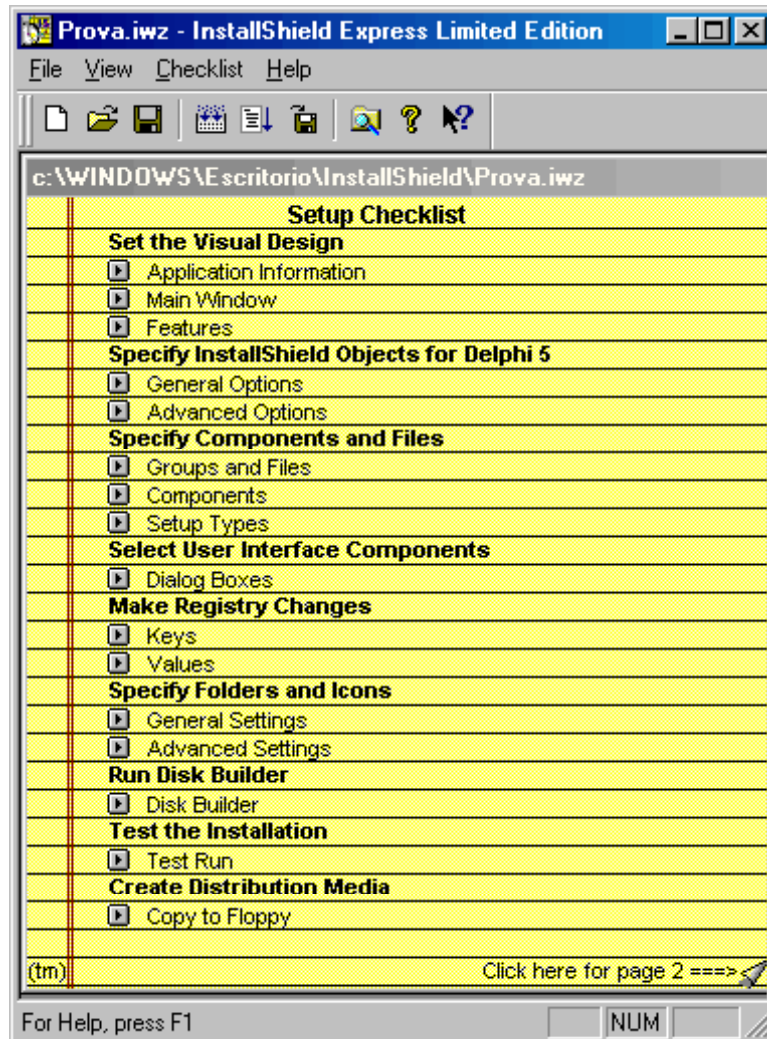 Prova.iwz - InstallShield Express Limited Edition
File View Checklist Help
c:\WINDOWS\Escritorio\InstallShield\Prova.iwz
Setup Checklist
Set the Visual Design
Application Information
Main Window
Features
Specify InstallShield Objects for Delphi 5
General Options
Advanced Options
Specify Components and Files
Groups and Files
Components
Setup Types
Select User Interface Components
Dialog Boxes
Make Registry Changes
Keys
Values
Specify Folders and Icons
General Settings
Advanced Settings
Run Disk Builder
Disk Builder
Test the Installation
Test Run
Create Distribution Media
Copy to Floppy
(tm) Click here for page 2 ===>
For Help, press F1 NUM